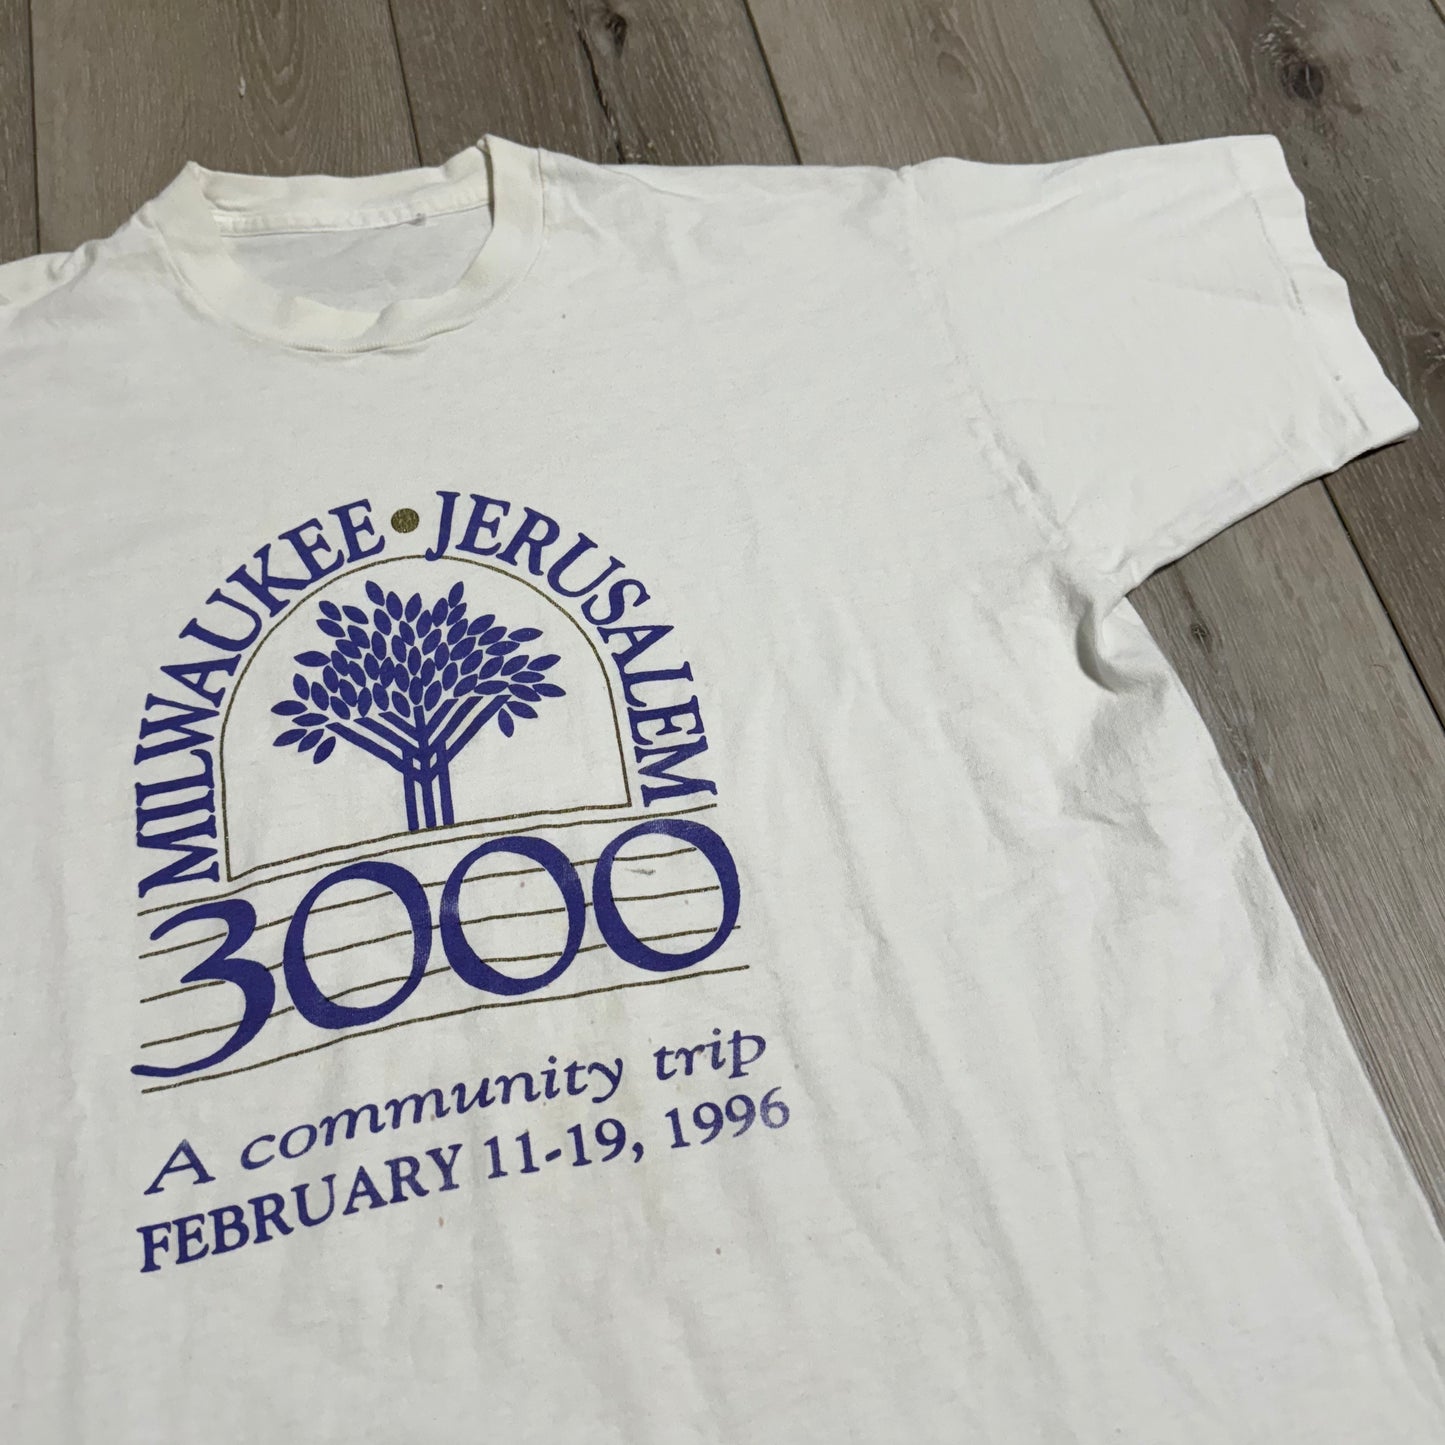 MILWAUKEE • JERUSALEM
3000
A community trip
FEBRUARY 11-19, 1996